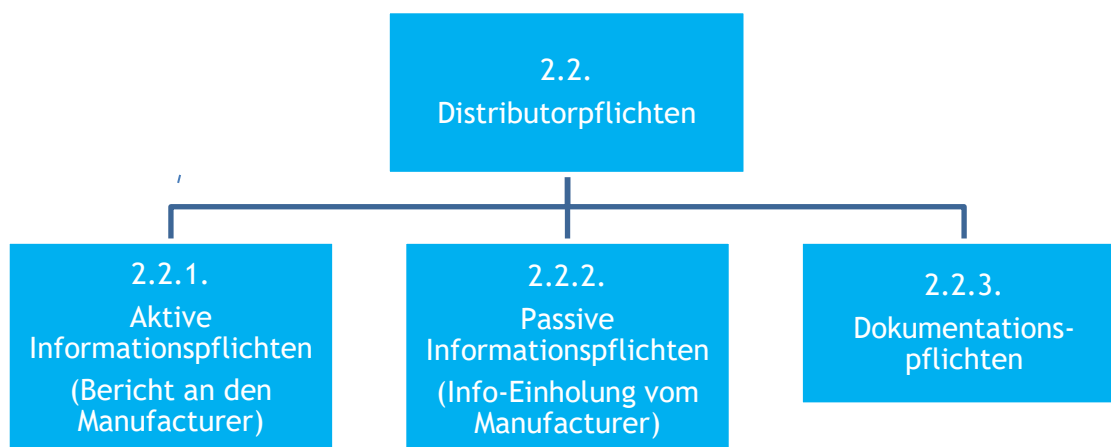 2.2.
Distributorpflichten
2.2.1.
Aktive
Informationspflichten
(Bericht an den
Manufacturer)
2.2.2.
Passive
Informationspflichten
(Info-Einholung vom
Manufacturer)
2.2.3.
Dokumentations-
pflichten